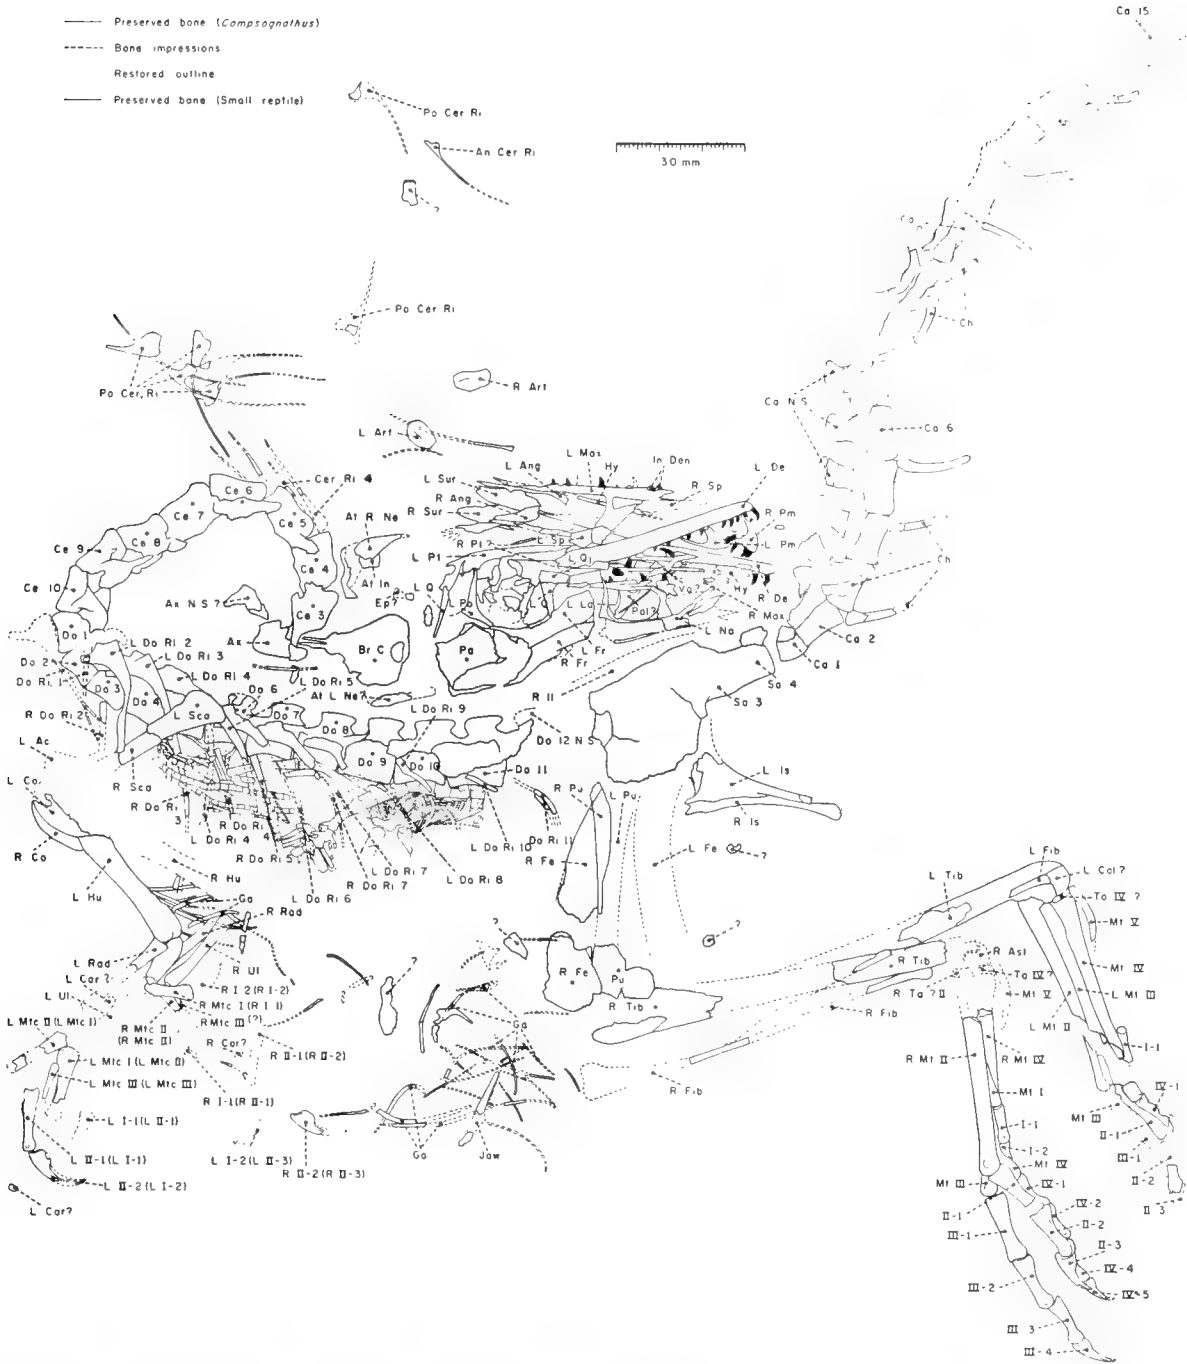 Ca 15
Preserved bone (Compsognathus)
Bone impressions
Restored outline
Preserved bone (Small reptile)
Po Cer Ri
An Cer Ri
30 mm
?
Ca
Po Cer Ri
Ch
Po Cer, Ri
R Art
Ca N S
L Art
Ca 6
L Max
Hy
In Den
L De
L Ang
L Sur
R Sp
R Ang
R Sur
Cer Ri 4
Ce 6
Ce 7
Ce 5
At R Ne
R Pm
Ce 8
L Sp
R Pt?
L Pm
Ce 9
L Pt
L Q
Ce 4
Ch
Ce 10
At In
Ep?
L Q
Vo
Hy
R De
Ax N S ?
Ce 3
L Po
L La
Pal?
R Max
Do 1
L Na
L Do Ri 2
Ax
Br C
Pa
L Fr
R Fr
Ca 2
Ca 1
L Do Ri 3
Do 2
Do Ri 1
L Do Ri 4
L Do Ri 5
At L Ne?
R Il
Sa 4
Do 3
Do 4
Do 6
L Do Ri 9
Sa 3
R Do Ri 2
L Sca
Do 7
Do 8
Do 12 N S
L Ac
Do 9
Do 10
Do 11
L Is
L Co
R Sca
R Pu
L Pu
R Is
R Do Ri 3
R Do Ri 4
L Do Ri 4
L Do Ri 10
Do Ri 11
R Co
R Do Ri 5
L Do Ri 7
R Fe
L Fe
?
R Hu
R Do Ri 7
L Do Ri 8
L Fib
L Cal?
L Hu
L Do Ri 6
L Tib
Ta IV ?
Ga
R Rad
?
?
Mt V
L Rad
R Ul
?
?
R Fe
Pu
R Tib
R Ast
Mt IV
L Car?
R I-2 (R I-2)
Ta IV?
L Ul
R Mtc I (R I-1)
R Ta ? II
Mt V
L Mt III
L Mtc II (L Mtc I)
R Mtc II
(R Mtc II)
R Mtc III (?)
R Tib
R Fib
L Mt II
R Car?
Ga
I-1
L Mtc I (L Mtc II)
R II-1 (R II-2)
R Mt II
R Mt IV
L Mtc III (L Mtc III)
R Fib
Mt I
IV-1
R I-1 (R II-1)
Mt III
II-1
L I-1 (L II-1)
I-1
III-1
L II-1 (L I-1)
L I-2 (L II-3)
Ga
Jaw
I-2
R II-2 (R II-3)
Mt IV
II-2
L II-2 (L I-2)
Mt III
IV-1
II-1
IV-2
II 3
L Car?
III-1
II-2
II-3
IV-4
III-2
IV-5
III 3
III-4